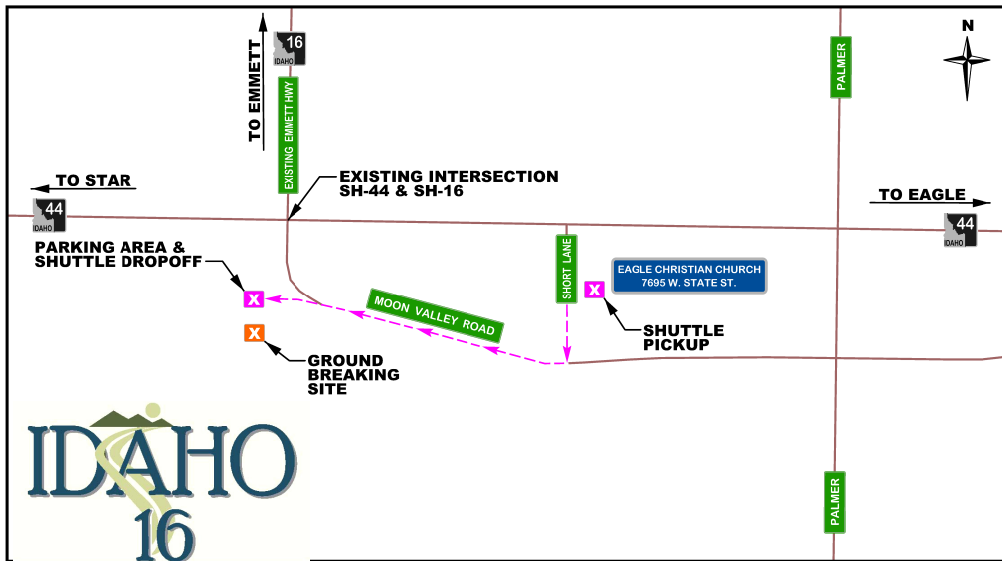 N
16
IDAHO
TO EMMETT
EXISTING EMMETT HWY
PALMER
EXISTING INTERSECTION
SH-44 & SH-16
TO STAR
44
IDAHO
TO EAGLE
44
IDAHO
PARKING AREA &
SHUTTLE DROPOFF
X
MOON VALLEY ROAD
SHORT LANE
EAGLE CHRISTIAN CHURCH
7695 W. STATE ST.
X
SHUTTLE
PICKUP
X
GROUND
BREAKING
SITE
PALMER
IDAHO
16